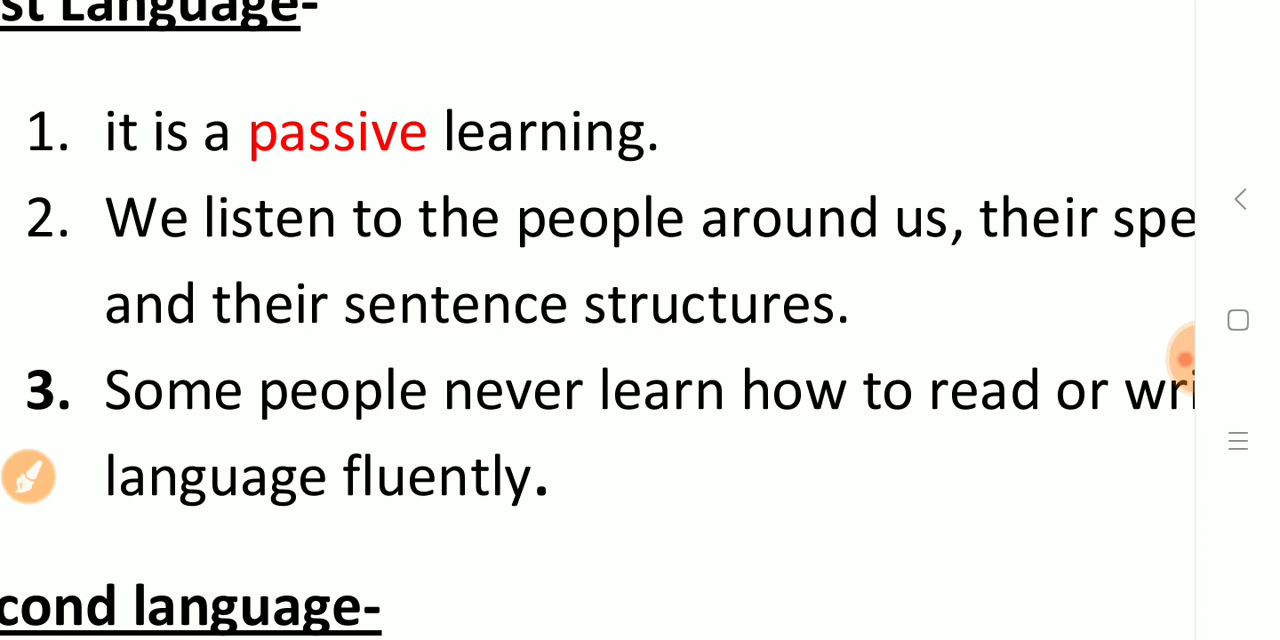 st Language-
1. it is a passive learning.
2. We listen to the people around us, their spe
and their sentence structures.
3. Some people never learn how to read or wri
language fluently.
cond language-